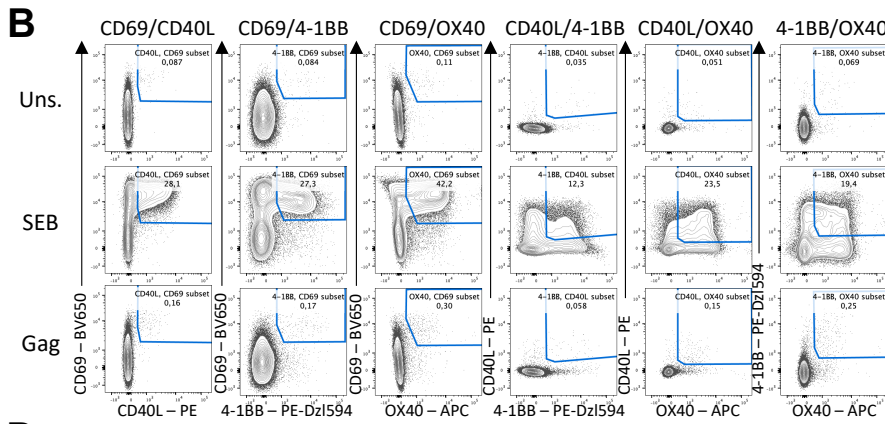 B
CD69/CD40L CD69/4-1BB CD69/OX40 CD40L/4-1BB CD40L/OX40 4-1BB/OX40
Uns.
CD40L, CD69 subset 4-1BB, CD69 subset OX40, CD69 subset 4-1BB, CD40L subset CD40L, OX40 subset 4-1BB, OX40 subset
0,087 0,084 0,11 0,035 0,051 0,069
SEB
CD40L, CD69 subset 4-1BB, CD69 subset OX40, CD69 subset 4-1BB, CD40L subset CD40L, OX40 subset 4-1BB, OX40 subset
28,1 27,3 42,2 12,3 23,5 19,4
Gag
CD40L, CD69 subset 4-1BB, CD69 subset OX40, CD69 subset 4-1BB, CD40L subset CD40L, OX40 subset 4-1BB, OX40 subset
0,16 0,17 0,30 0,058 0,15 0,25
CD69 – BV650
CD69 – BV650
CD69 – BV650
CD40L – PE
CD40L – PE
4-1BB – PE-Dzl594
CD40L – PE 4-1BB – PE-Dzl594 OX40 – APC 4-1BB – PE-Dzl594 OX40 – APC OX40 – APC